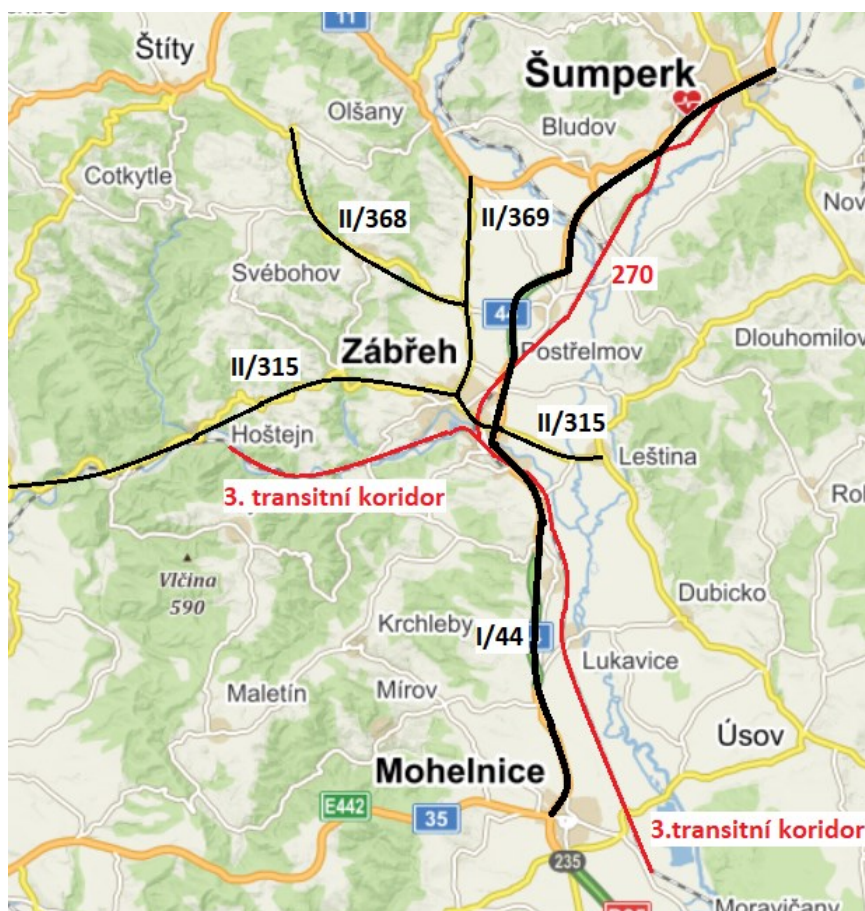 11
Štíty
Šumperk
Olšany
Bludov
Cotkytle
II/368
II/369
Svébohov
270
44
Dlouhomilov
Zábřeh
Postřelmov
II/315
II/315
Hoštejn
Leština
3. transitní koridor
Vlčina
590
Dubicko
Krchleby
I/44
Lukavice
Maletín
Mírov
Úsov
Mohelnice
E442
35
3.transitní koridor
235
Moravičany